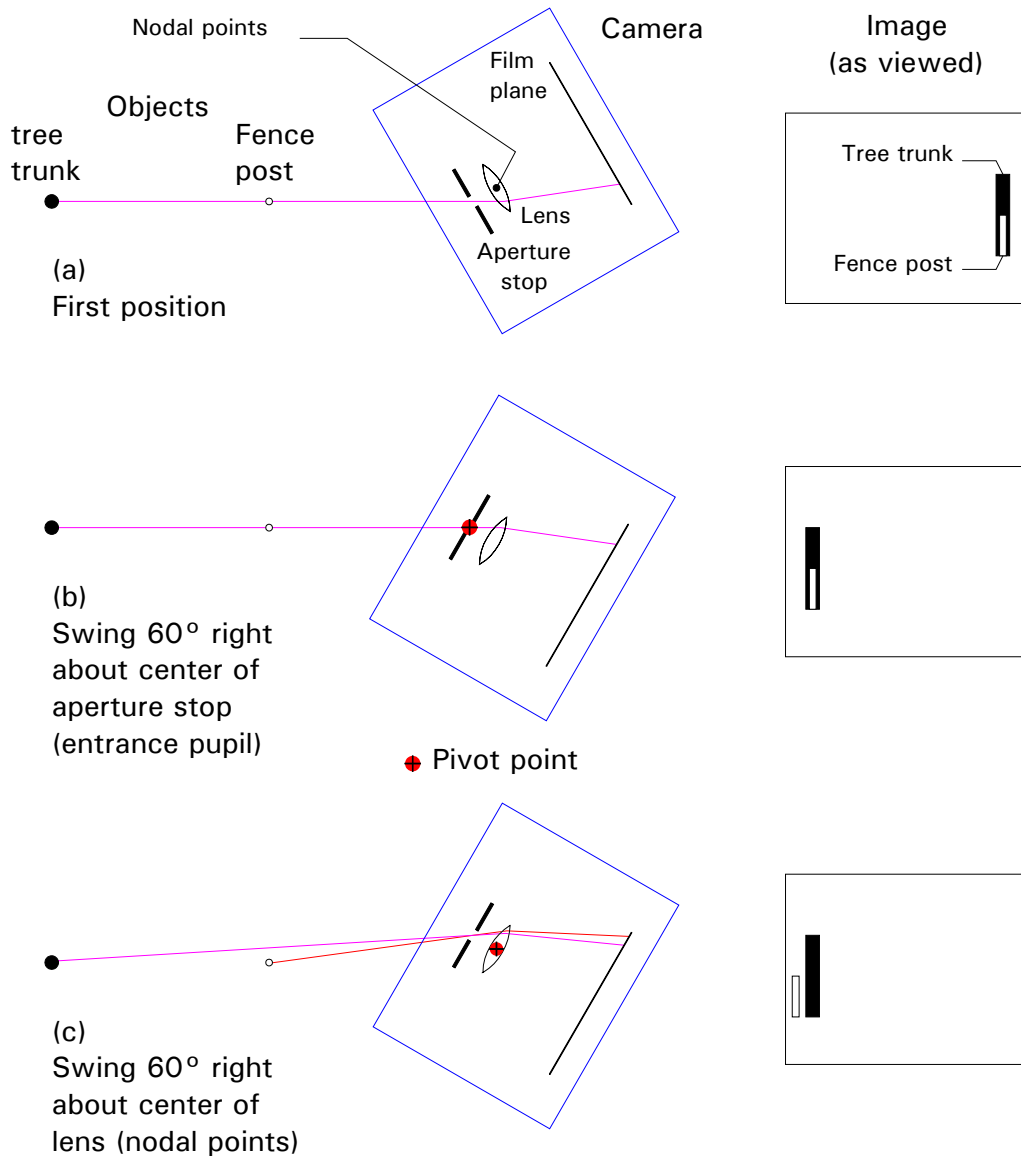 Nodal points
Camera
Image
(as viewed)
Film
plane
Objects
tree
trunk
Fence
post
Tree trunk
Lens
Aperture
stop
Fence post
(a)
First position
(b)
Swing 60º right
about center of
aperture stop
(entrance pupil)
Pivot point
(c)
Swing 60º right
about center of
lens (nodal points)